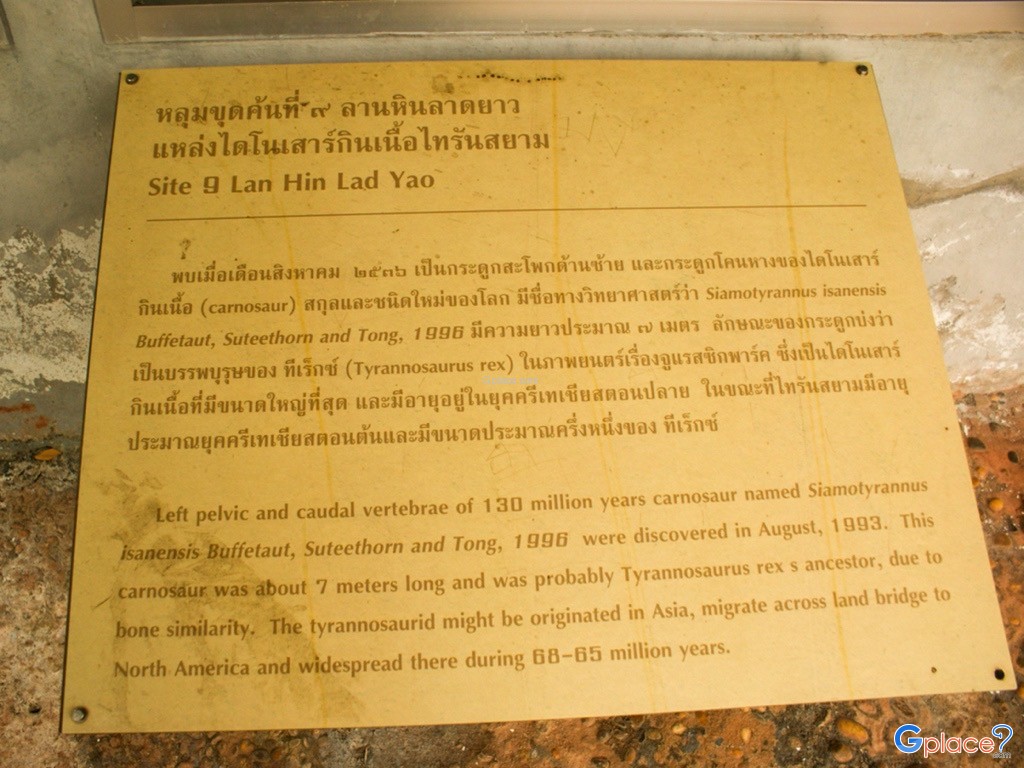 หลุมขุดค้นที่ ๙ ลานหินลาดยาว
แหล่งไดโนเสาร์กินเนื้อไทรันสยาม
Site 9 Lan Hin Lad Yao
พบเมื่อเดือนสิงหาคม ๒๕๓๖ เป็นกระดูกสะโพกด้านซ้าย และกระดูกโคนหางของไดโนเสาร์
กินเนื้อ (carnosaur) สกุลและชนิดใหม่ของโลก มีชื่อทางวิทยาศาสตร์ว่า Siamotyrannus isanensis
Buffetaut, Suteethorn and Tong, 1996 มีความยาวประมาณ ๗ เมตร ลักษณะของกระดูกบ่งว่า
เป็นบรรพบุรุษของ ทีเร็กซ์ (Tyrannosaurus rex) ในภาพยนตร์เรื่องจูแรสซิกพาร์ค ซึ่งเป็นไดโนเสาร์
กินเนื้อที่มีขนาดใหญ่ที่สุด และมีอายุอยู่ในยุคครีเทเชียสตอนปลาย ในขณะที่ไทรันสยามมีอายุ
ประมาณยุคครีเทเชียสตอนต้นและมีขนาดประมาณครึ่งหนึ่งของ ทีเร็กซ์
Left pelvic and caudal vertebrae of 130 million years carnosaur named Siamotyrannus
isanensis Buffetaut, Suteethorn and Tong, 1996 were discovered in August, 1993. This
carnosaur was about 7 meters long and was probably Tyrannosaurus rex s ancestor, due to
bone similarity. The tyrannosaurid might be originated in Asia, migrate across land bridge to
North America and widespread there during 68-65 million years.
Gplace?
.com